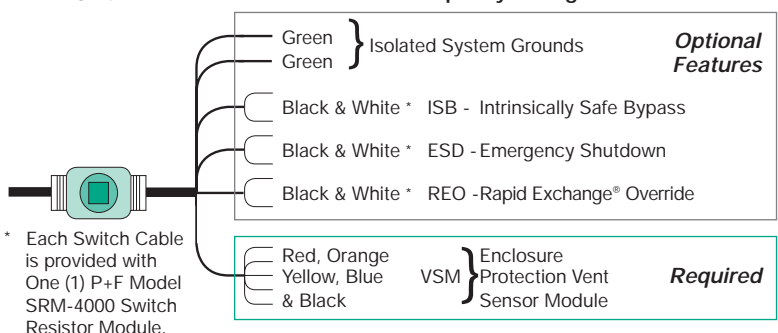 Green
Green
Isolated System Grounds
Optional
Features
Black & White * ISB - Intrinsically Safe Bypass
Black & White * ESD - Emergency Shutdown
Black & White * REO - Rapid Exchange® Override
* Each Switch Cable
is provided with
One (1) P+F Model
SRM-4000 Switch
Resistor Module.
Red, Orange
Yellow, Blue
& Black
VSM
Enclosure
Protection Vent
Sensor Module
Required